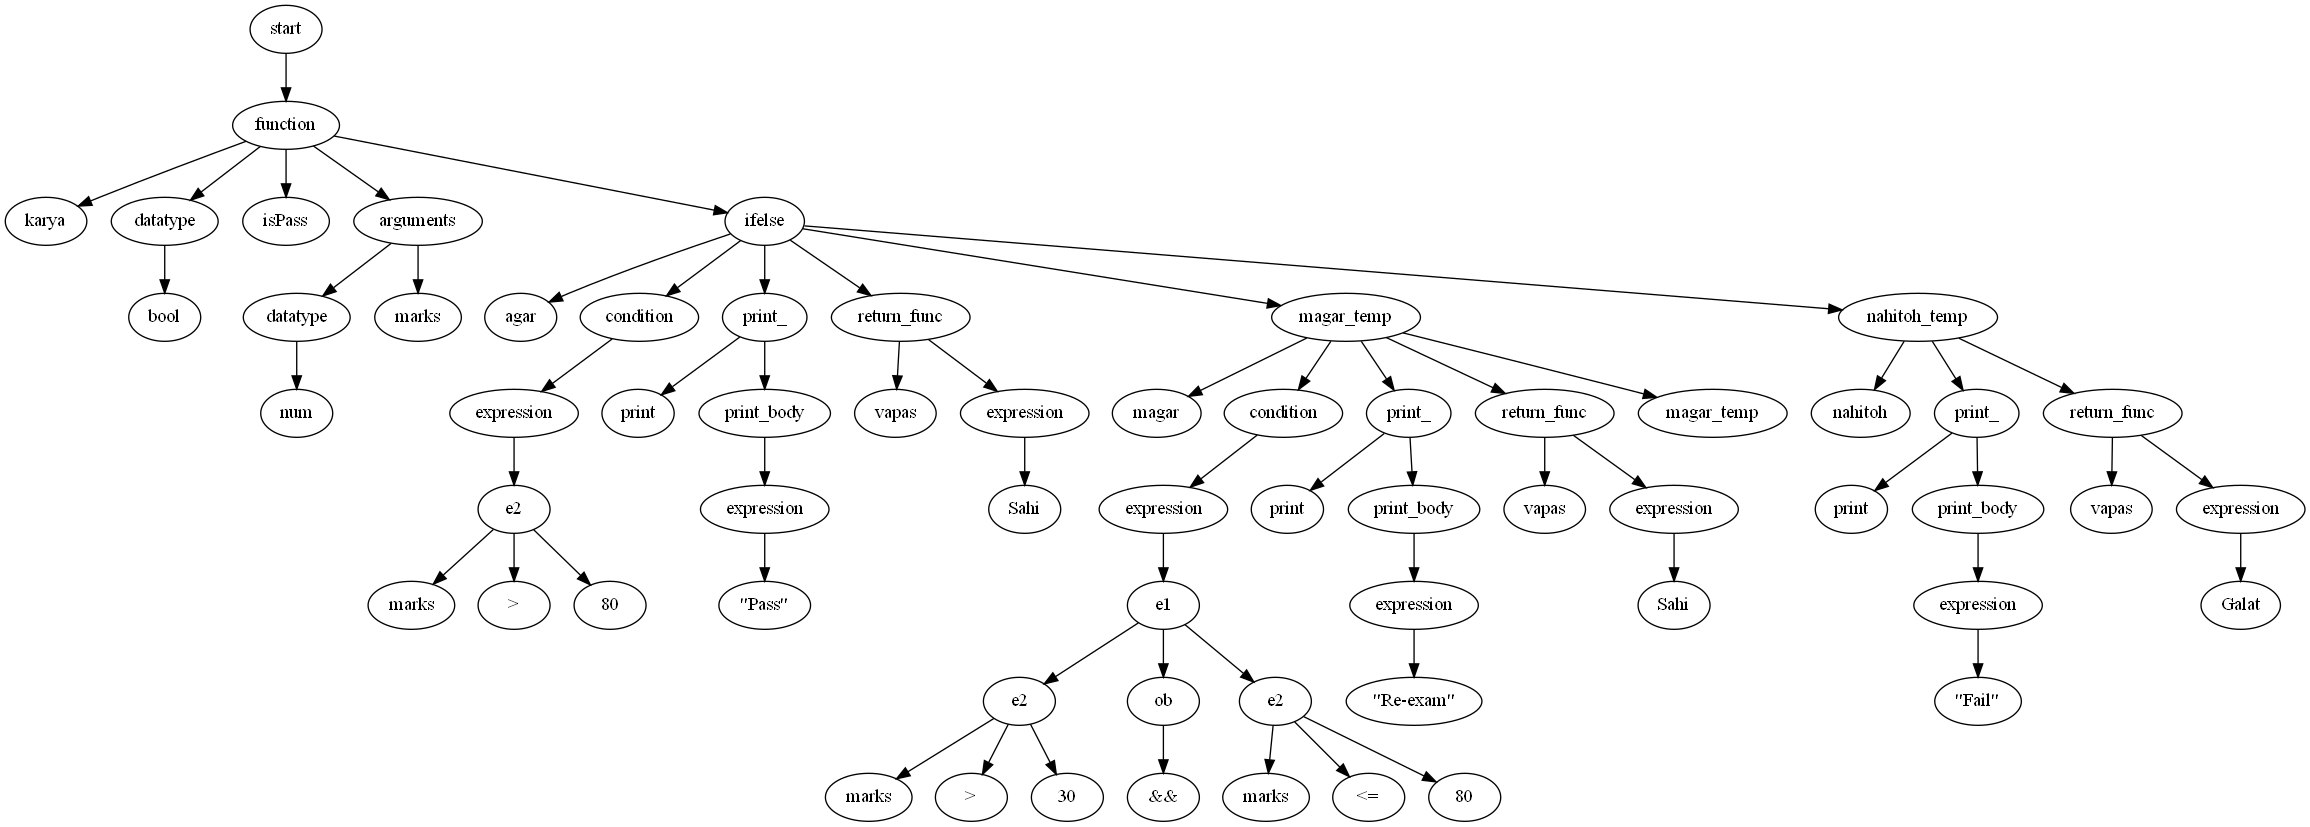 start
function
karya
datatype
isPass
arguments
ifelse
bool
datatype
marks
agar
condition
print_
return_func
magar_temp
nahitoh_temp
num
expression
print
print_body
vapas
expression
magar
condition
print_
return_func
magar_temp
nahitoh
print_
return_func
e2
expression
Sahi
expression
print
print_body
vapas
expression
print
print_body
vapas
expression
marks
>
80
"Pass"
e1
expression
Sahi
expression
Galat
e2
ob
e2
"Re-exam"
"Fail"
marks
>
30
&&
marks
<=
80